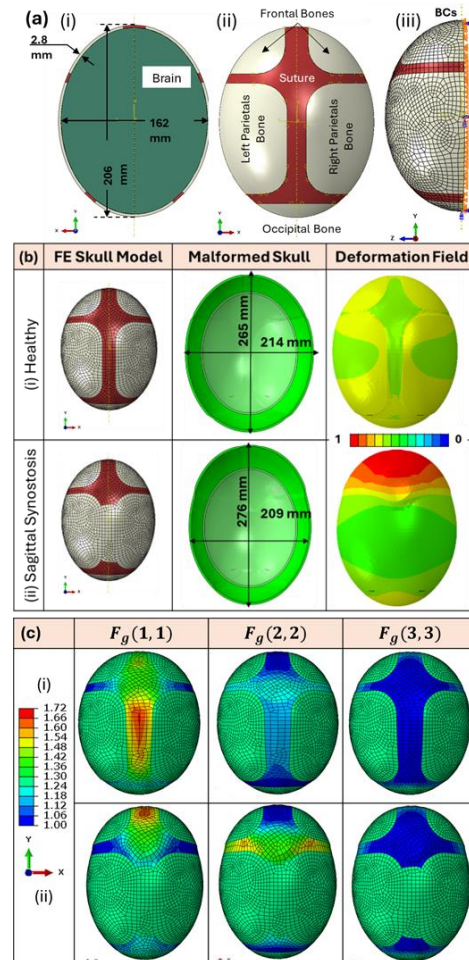 (a) (i) (ii) Frontal Bones (iii) BCs
2.8
mm
Brain
Suture
162
mm
206
mm
Left Parietals
Bone
Right Parietals
Bone
Occipital Bone
Y
X
Y
X
Y
Z
(b) FE Skull Model Malformed Skull Deformation Field
(i) Healthy
265 mm
214 mm
Y
X
1 0
(ii) Sagittal Synostosis
276 mm
209 mm
Y
X
(c) F_g(1, 1) F_g(2, 2) F_g(3, 3)
(i)
1.72
1.66
1.60
1.54
1.48
1.42
1.36
1.30
1.24
1.18
1.12
1.06
1.00
Y
X
(ii)